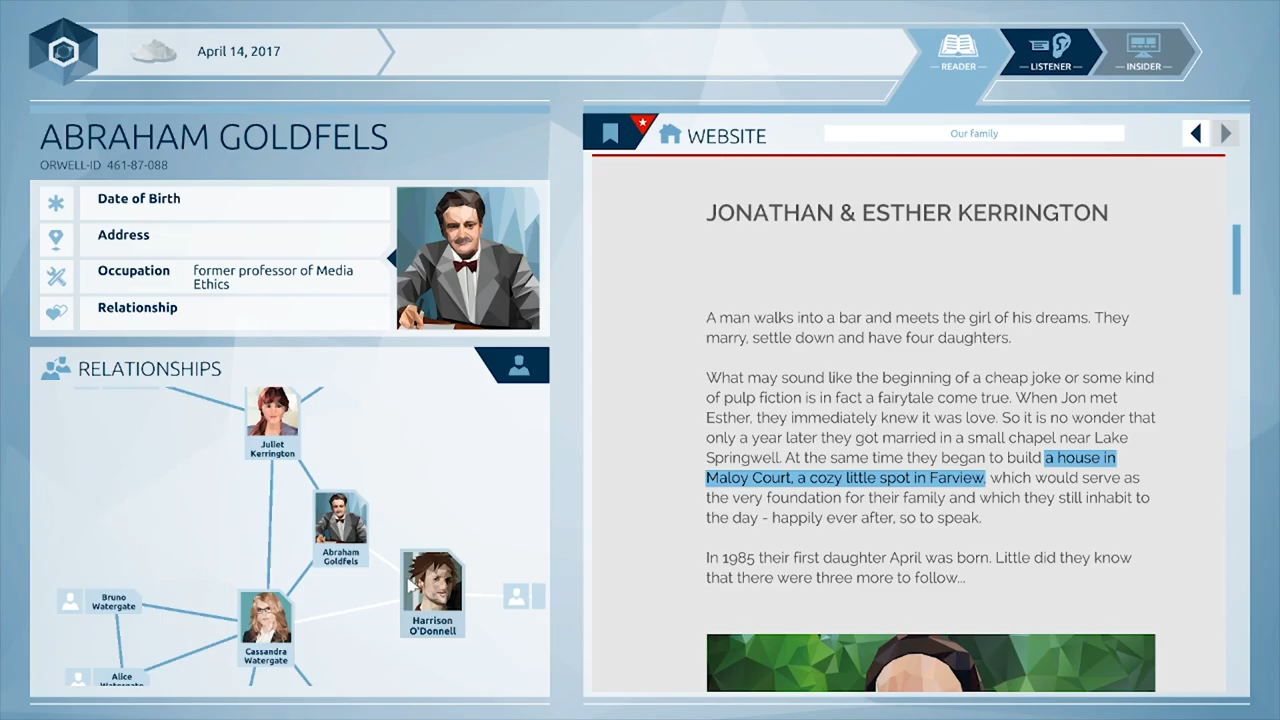 April 14, 2017
READER
LISTENER
INSIDER
ABRAHAM GOLDFELS
ORWELL-ID 461-87-088
Date of Birth
Address
Occupation former professor of Media
Ethics
Relationship
RELATIONSHIPS
Juliet
Kerrington
Abraham
Goldfels
Harrison
O'Donnell
Bruno
Watergate
Cassandra
Watergate
Alice
Watergate
WEBSITE
Our family
JONATHAN & ESTHER KERRINGTON
A man walks into a bar and meets the girl of his dreams. They
marry, settle down and have four daughters.
What may sound like the beginning of a cheap joke or some kind
of pulp fiction is in fact a fairytale come true. When Jon met
Esther, they immediately knew it was love. So it is no wonder that
only a year later they got married in a small chapel near Lake
Springwell. At the same time they began to build a house in
Maloy Court, a cozy little spot in Farview, which would serve as
the very foundation for their family and which they still inhabit to
the day - happily ever after, so to speak.
In 1985 their first daughter April was born. Little did they know
that there were three more to follow...